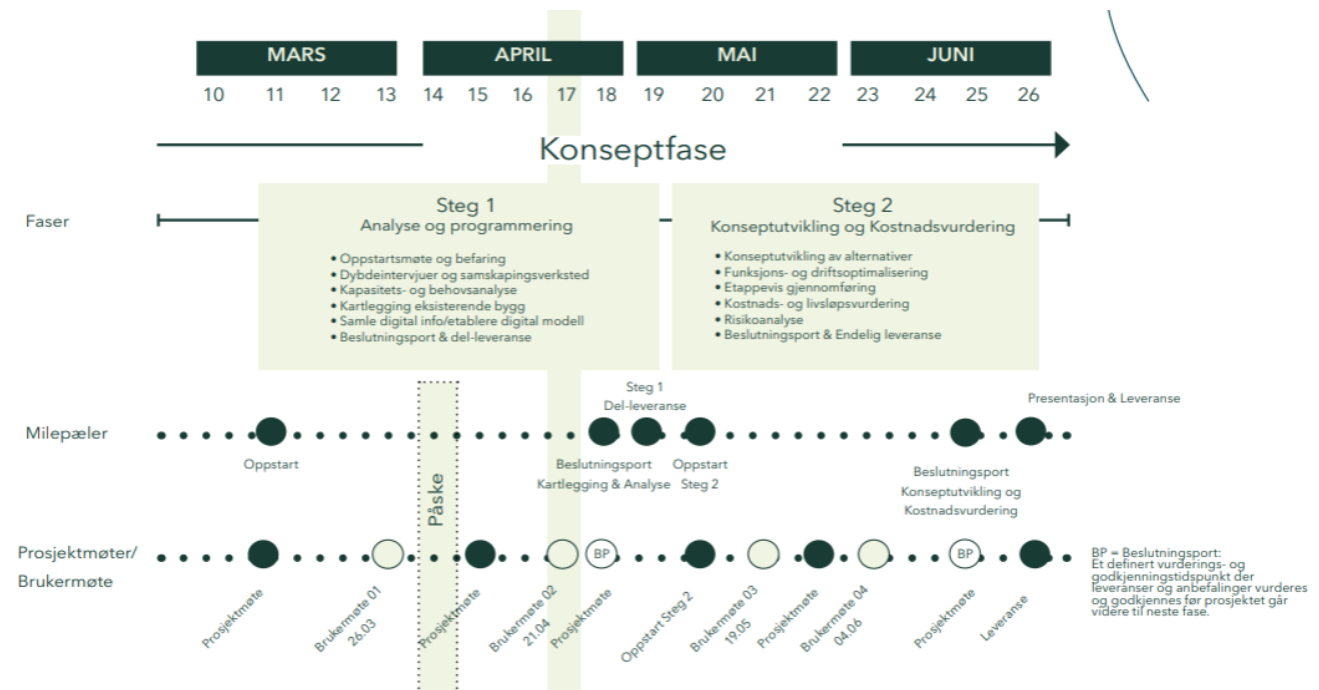 MARS APRIL MAI JUNI
10 11 12 13 14 15 16 17 18 19 20 21 22 23 24 25 26
Konseptfase
Faser
Steg 1
Analyse og programmering
• Oppstartsmøte og befaring
• Dybdeintervjuer og samskapingsverksted
• Kapasitets- og behovsanalyse
• Kartlegging eksisterende bygg
• Samle digital info/etablere digital modell
• Beslutningsport & del-leveranse
Steg 2
Konseptutvikling og Kostnadsvurdering
• Konseptutvikling av alternativer
• Funksjons- og driftsoptimalisering
• Etappevis gjennomføring
• Kostnads- og livsløpsvurdering
• Risikoanalyse
• Beslutningsport & Endelig leveranse
Milepæler
Oppstart
Påske
Beslutningsport
Kartlegging & Analyse
Steg 1
Del-leveranse
Oppstart
Steg 2
Beslutningsport
Konseptutvikling og
Kostnadsvurdering
Presentasjon & Leveranse
Prosjektmøter/
Brukermøte
BP
BP
Prosjektmøte
Brukermøte 01
26.03
Prosjektmøte
Brukermøte 02
21.04
Prosjektmøte
Oppstart Steg 2
Brukermøte 03
19.05
Prosjektmøte
Brukermøte 04
04.06
Prosjektmøte
Leveranse
BP = Beslutningsport:
Et definert vurderings- og
godkjenningstidspunkt der
leveranser og anbefalinger vurderes
og godkjennes før prosjektet går
videre til neste fase.